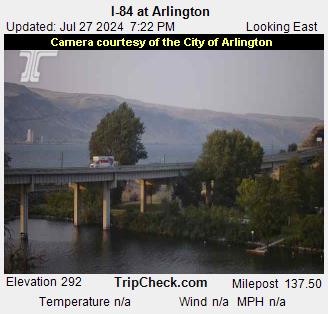 I-84 at Arlington
Updated: Jul 27 2024 7:22 PM Looking East
Camera courtesy of the City of Arlington
Elevation 292 TripCheck.com Milepost 137.50
Temperature n/a Wind n/a MPH n/a